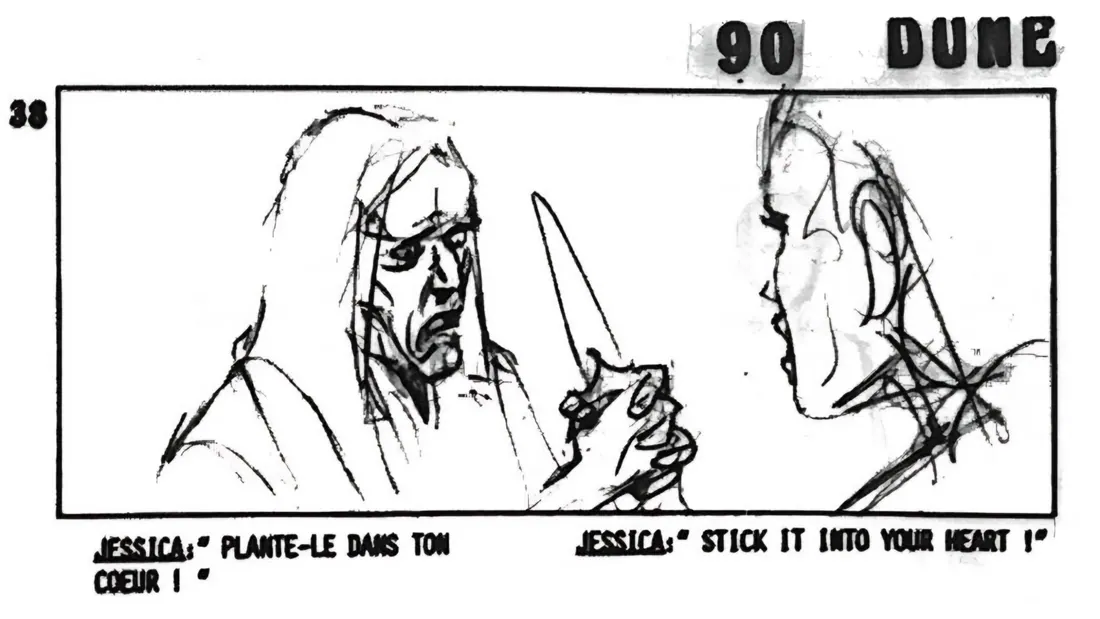 90 DUNE
38
JESSICA:" PLANTE-LE DANS TON
COEUR ! "
JESSICA:" STICK IT INTO YOUR HEART !"